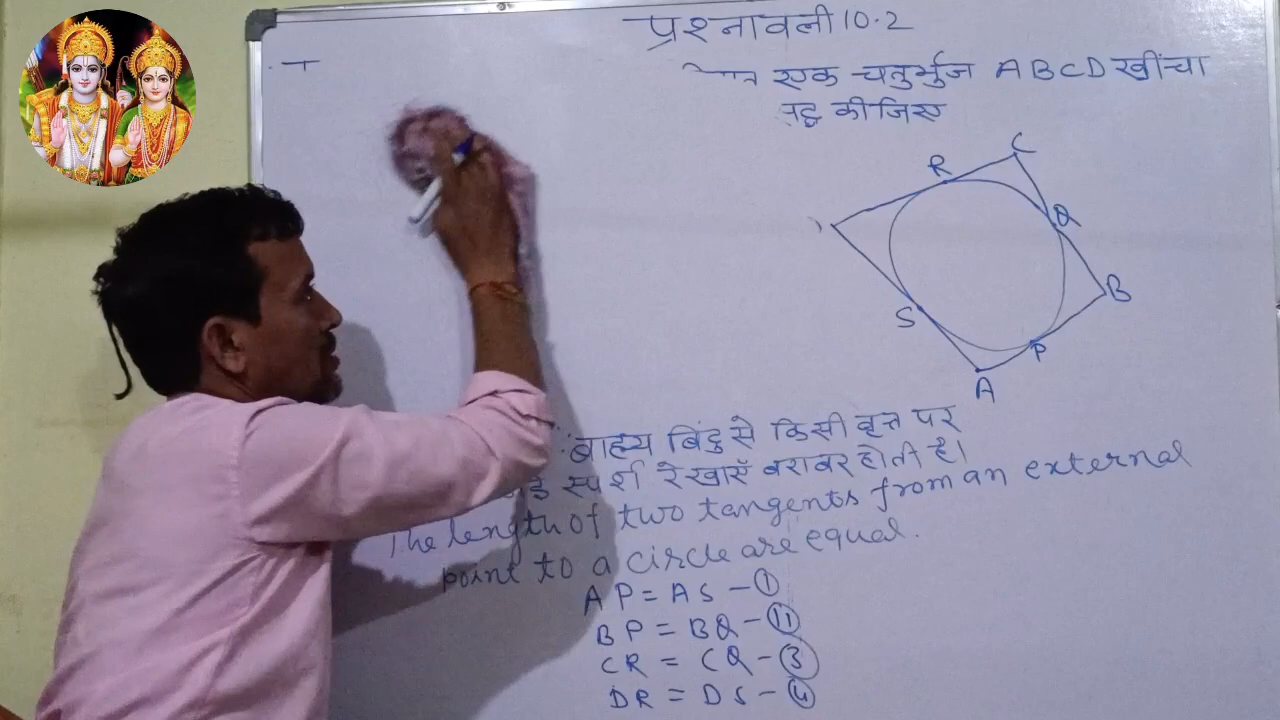 प्रश्नावली 10.2
एक चतुर्भुज ABCD खींचा
कीजिए
C
R
Q
B
S
P
A
बाह्य बिंदु से किसी वृत्त पर
स्पर्श रेखाएँ बराबर होती है।
The length of two tangents from an external
point to a circle are equal.
AP = AS - ①
BP = BQ - ⑪
CR = CQ - ③
DR = DS - ④